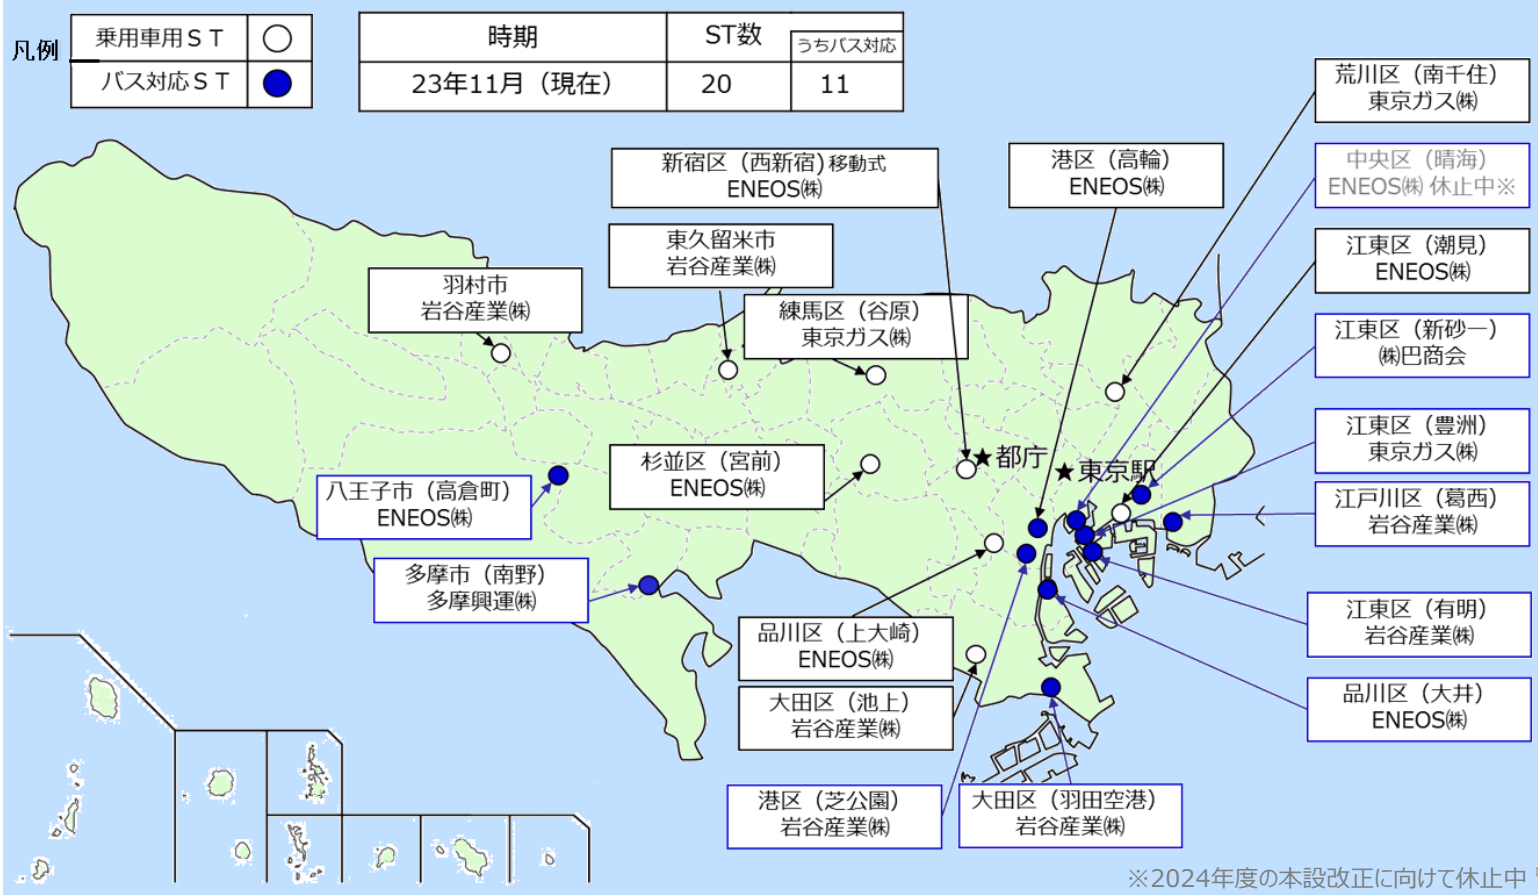 凡例
乗用車用ＳＴ
バス対応ＳＴ
時期 ST数 うちバス対応
23年11月（現在） 20 11
荒川区（南千住）
東京ガス㈱
新宿区（西新宿）移動式
ENEOS㈱
港区（高輪）
ENEOS㈱
中央区（晴海）
ENEOS㈱ 休止中※
東久留米市
岩谷産業㈱
江東区（潮見）
ENEOS㈱
羽村市
岩谷産業㈱
練馬区（谷原）
東京ガス㈱
江東区（新砂一）
㈱巴商会
江東区（豊洲）
東京ガス㈱
杉並区（宮前）
ENEOS㈱
★都庁
★東京駅
八王子市（高倉町）
ENEOS㈱
江戸川区（葛西）
岩谷産業㈱
多摩市（南野）
多摩興運㈱
江東区（有明）
岩谷産業㈱
品川区（上大崎）
ENEOS㈱
大田区（池上）
岩谷産業㈱
品川区（大井）
ENEOS㈱
港区（芝公園）
岩谷産業㈱
大田区（羽田空港）
岩谷産業㈱
※2024年度の本設改正に向けて休止中